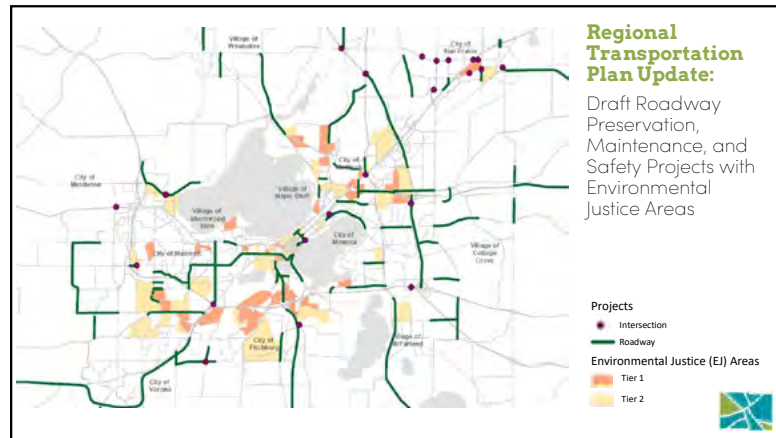 Village of
Waunakee
City of
Sun Prairie
City of
Middleton
Village of
Maple Bluff
City of
Village of
Shorewood
Hills
City of Madison
City of
Monona
Village of
Cottage
Grove
City of
Fitchburg
Village of
McFarland
City of
Verona
Regional
Transportation
Plan Update:
Draft Roadway
Preservation,
Maintenance, and
Safety Projects with
Environmental
Justice Areas
Projects
Intersection
Roadway
Environmental Justice (EJ) Areas
Tier 1
Tier 2